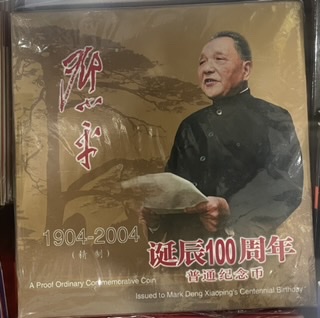 邓小平
1904-2004
(精制)
诞辰100周年
普通纪念币
A Proof Ordinary Commemorative Coin
Issued to Mark Deng Xiaoping's Centennial Birthday